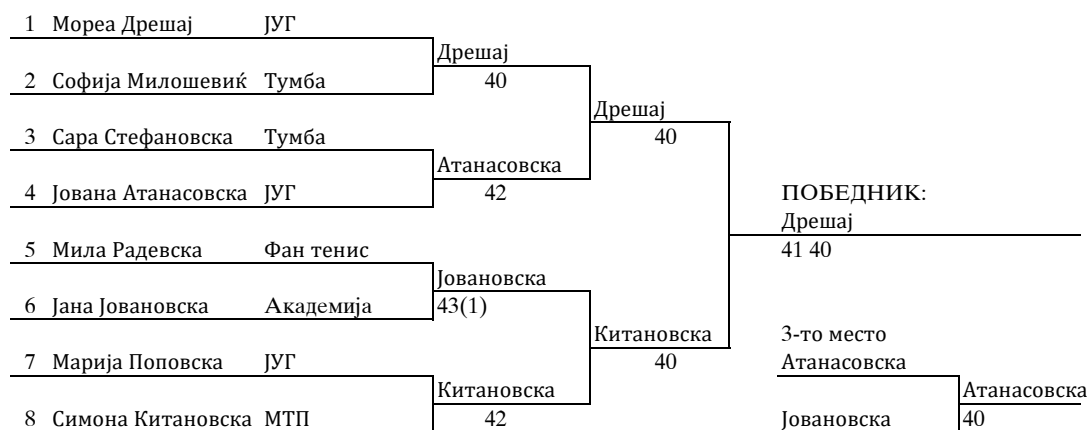 1 Мореа Дрешај ЈУГ
Дрешај
2 Софија Милошевиќ Тумба 40
Дрешај
3 Сара Стефановска Тумба 40
Атанасовска
4 Јована Атанасовска ЈУГ 42 ПОБЕДНИК:
Дрешај
5 Мила Радевска Фан тенис 41 40
Јовановска
6 Јана Јовановска Академија 43(1)
Китановска 3-то место
7 Марија Поповска ЈУГ 40 Атанасовска
Китановска Атанасовска
8 Симона Китановска МТП 42 Јовановска 40